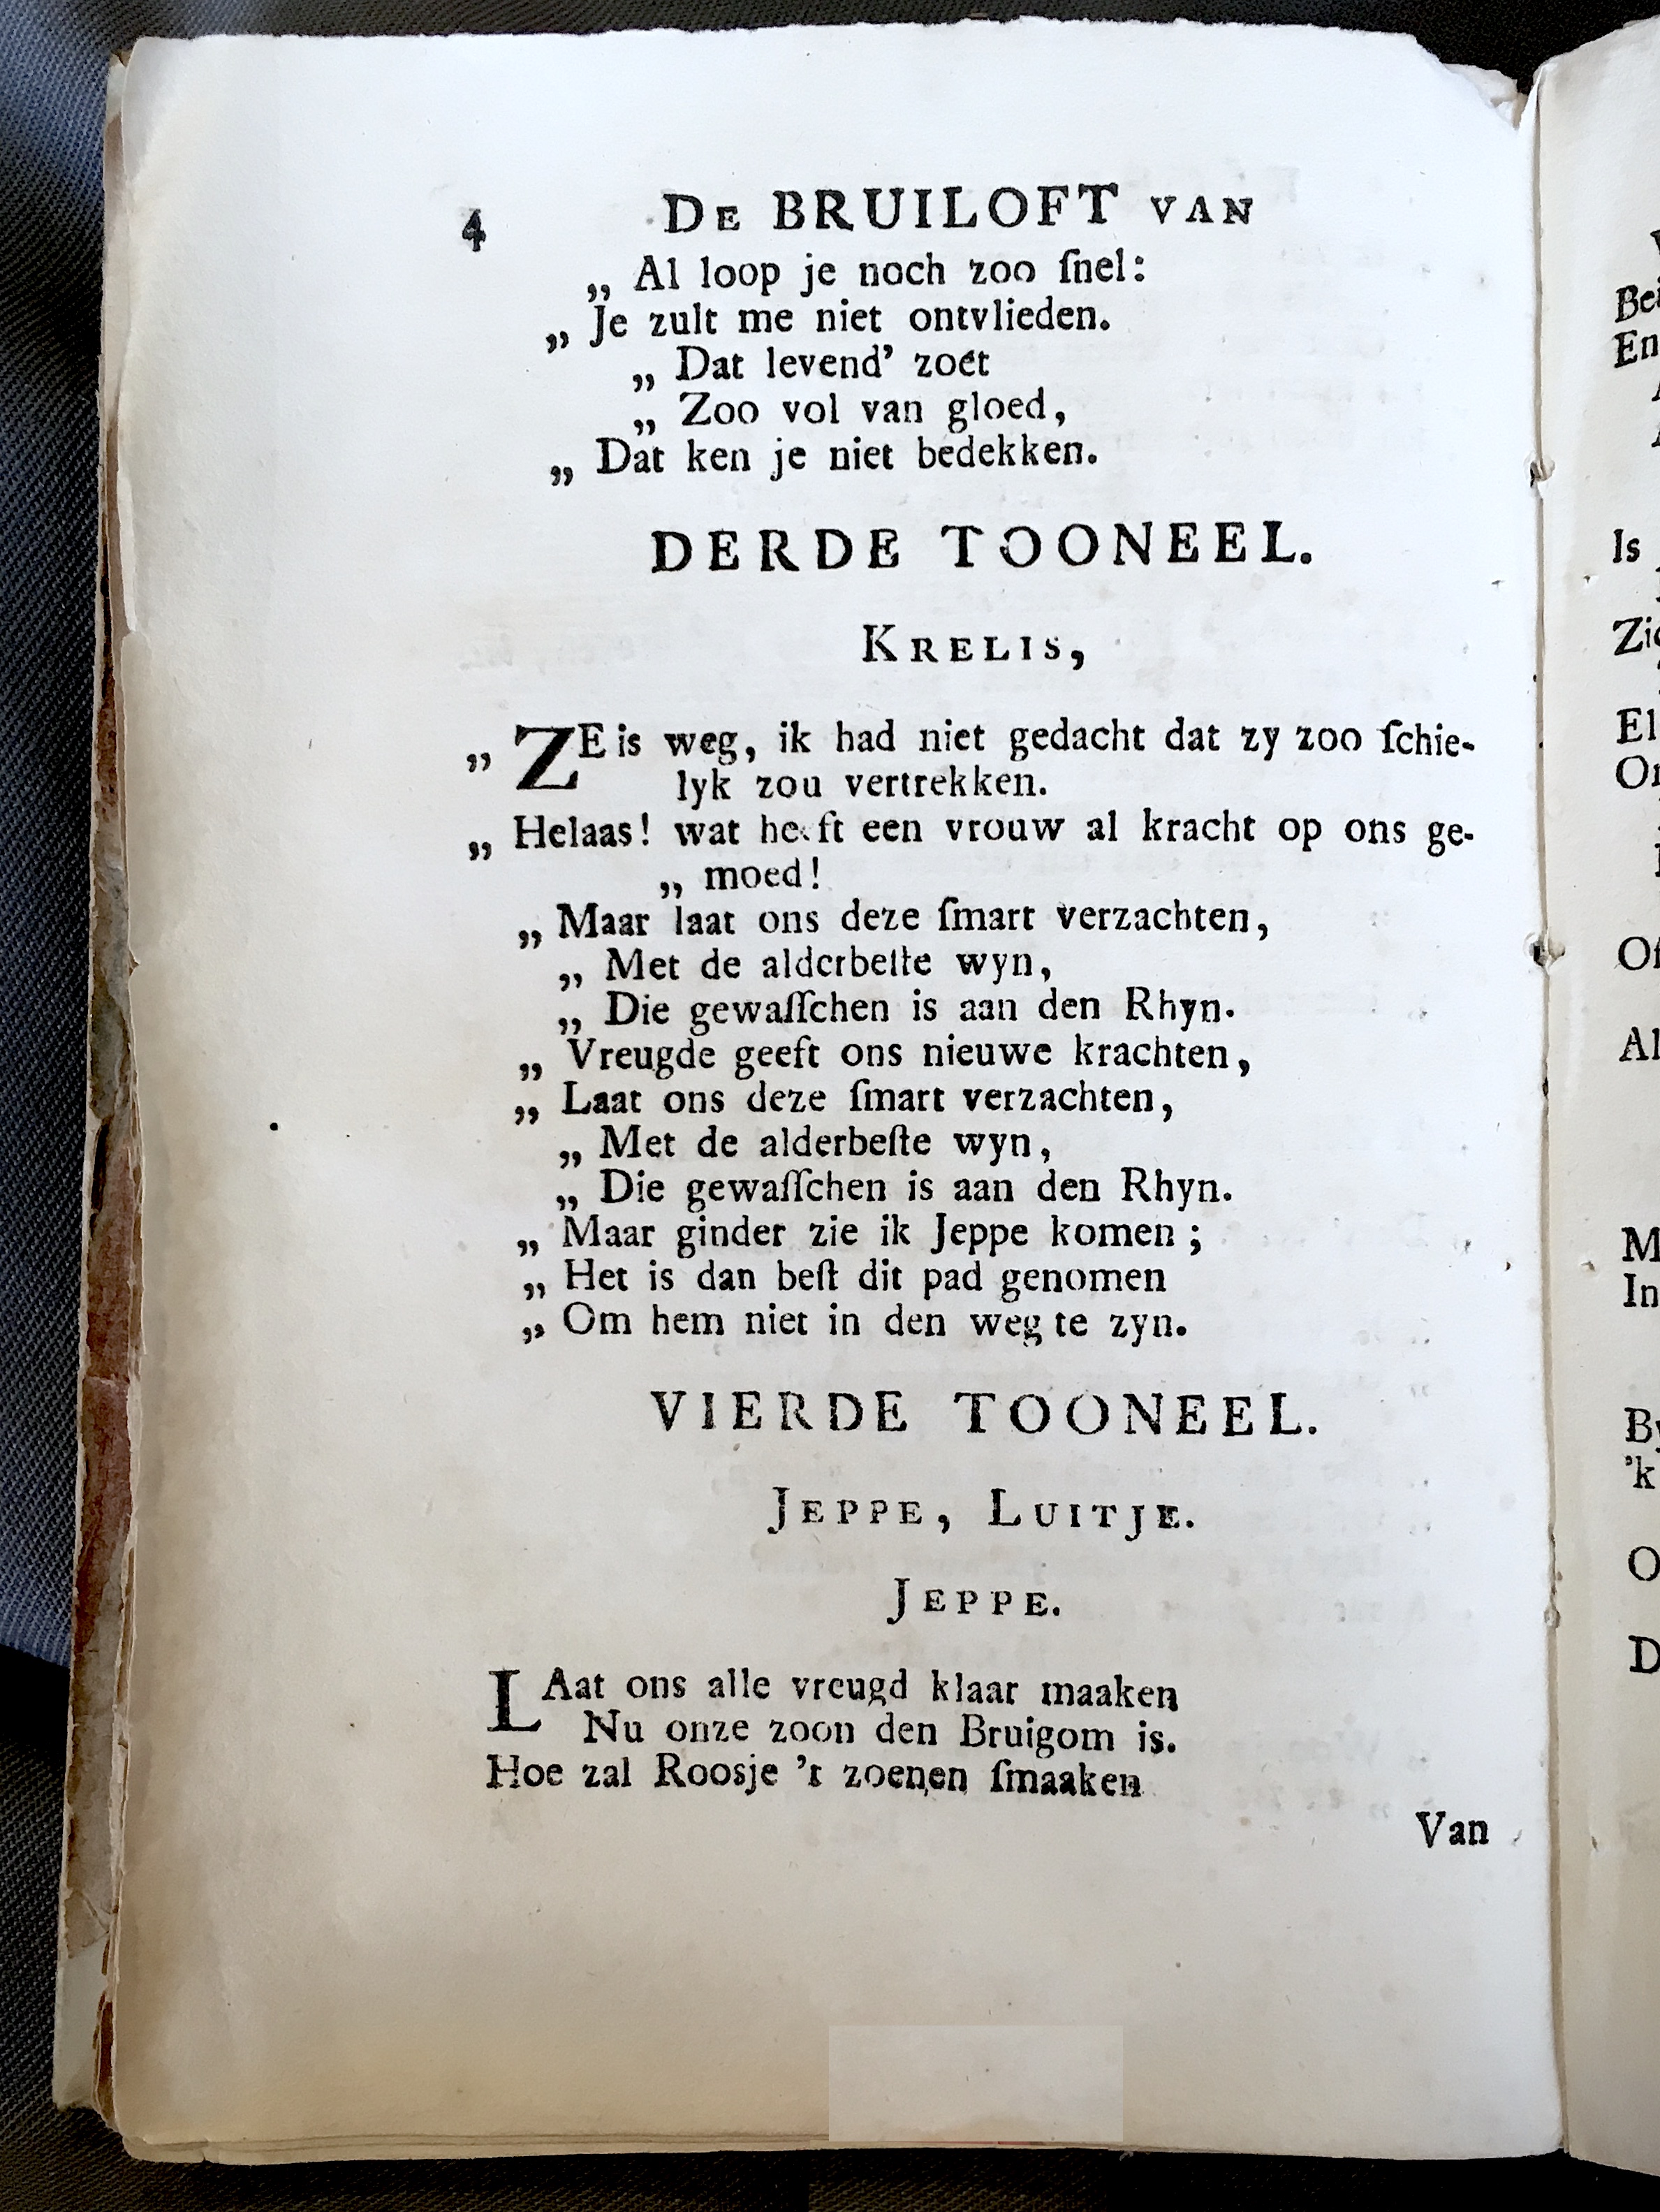 4 De BRUILOFT van
„ Al loop je noch zoo ſnel:
„ Je zult me niet ontvlieden.
„ Dat levend' zoet
„ Zoo vol van gloed,
„ Dat ken je niet bedekken.
DERDE TOONEEL.
Krelis,
„ ZE is weg, ik had niet gedacht dat zy zoo ſchie-
lyk zou vertrekken.
„ Helaas! wat heeft een vrouw al kracht op ons ge-
„ moed!
„ Maar laat ons deze ſmart verzachten,
„ Met de alderbeſte wyn,
„ Die gewaſſchen is aan den Rhyn.
„ Vreugde geeft ons nieuwe krachten,
„ Laat ons deze ſmart verzachten,
„ Met de alderbeſte wyn,
„ Die gewaſſchen is aan den Rhyn.
„ Maar ginder zie ik Jeppe komen;
„ Het is dan beſt dit pad genomen
„ Om hem niet in den weg te zyn.
VIERDE TOONEEL.
Jeppe, Luitje.
Jeppe.
LAat ons alle vreugd klaar maaken
Nu onze zoon den Bruigom is.
Hoe zal Roosje 't zoenen ſmaaken
Van
Is
En
By
'k
In